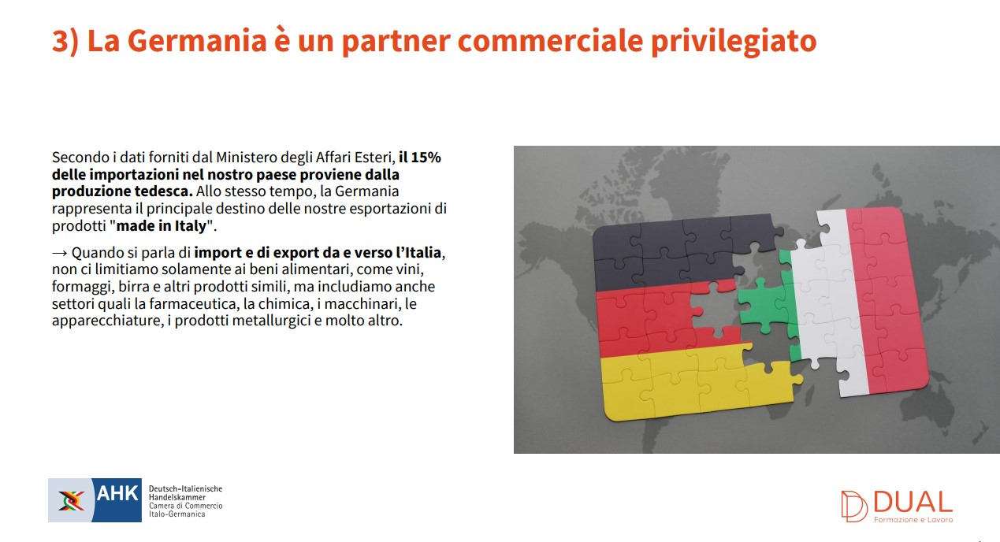 3) La Germania è un partner commerciale privilegiato
Secondo i dati forniti dal Ministero degli Affari Esteri, il 15%
delle importazioni nel nostro paese proviene dalla
produzione tedesca. Allo stesso tempo, la Germania
rappresenta il principale destino delle nostre esportazioni di
prodotti "made in Italy".
→ Quando si parla di import e di export da e verso l’Italia,
non ci limitiamo solamente ai beni alimentari, come vini,
formaggi, birra e altri prodotti simili, ma includiamo anche
settori quali la farmaceutica, la chimica, i macchinari, le
apparecchiature, i prodotti metallurgici e molto altro.
AHK
Deutsch-Italienische
Handelskammer
Camera di Commercio
Italo-Germanica
DUAL
Formazione e Lavoro